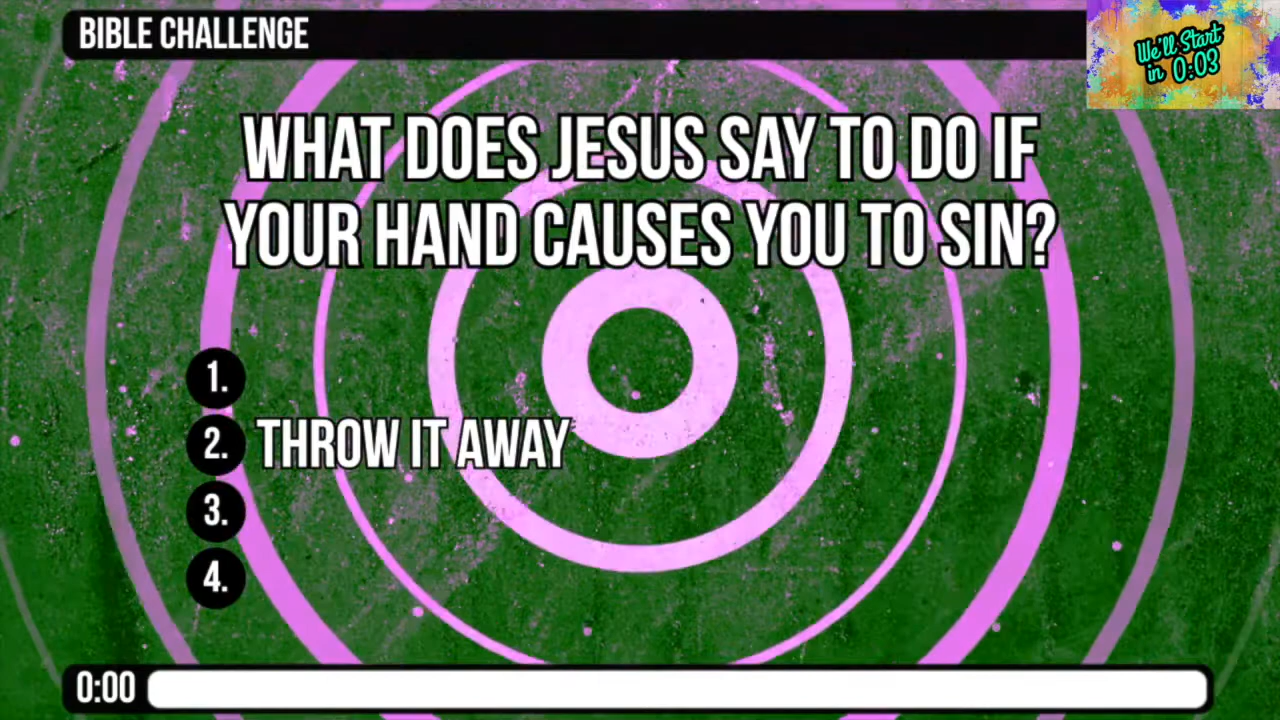 BIBLE CHALLENGE
We'll Start
in 0:03
WHAT DOES JESUS SAY TO DO IF
YOUR HAND CAUSES YOU TO SIN?
1.
2. THROW IT AWAY
3.
4.
0:00